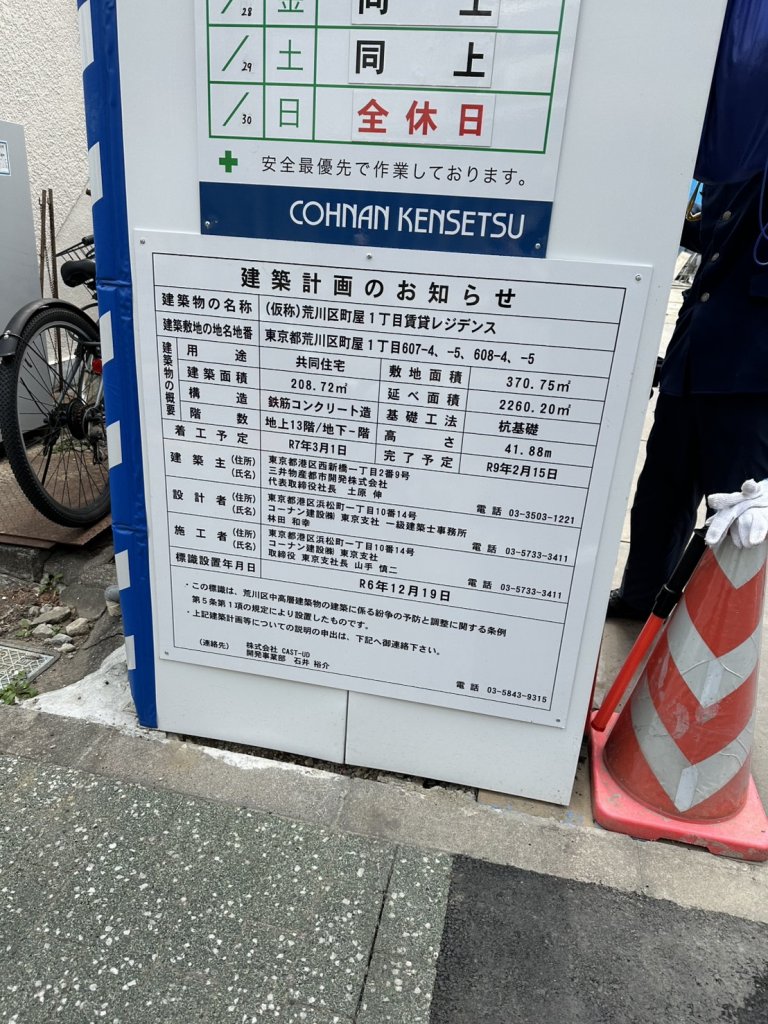 /28 金 同 上
/29 土 同 上
/30 日 全休日
安全最優先で作業しております。
COHNAN KENSETSU
建築計画のお知らせ
建築物の名称 (仮称)荒川区町屋1丁目賃貸レジデンス
建築敷地の地名地番 東京都荒川区町屋1丁目607-4、-5、608-4、-5
建築物の概要
用途 共同住宅 敷地面積 370.75㎡
建築面積 208.72㎡ 延べ面積 2260.20㎡
構造 鉄筋コンクリート造 基礎工法 杭基礎
階数 地上13階/地下-階 高さ 41.88m
着工予定 R7年3月1日 完了予定 R9年2月15日
建築主 (住所) 東京都港区西新橋一丁目2番9号
(氏名) 三井物産都市開発株式会社
代表取締役社長 土原 伸 電話 03-3503-1221
設計者 (住所) 東京都港区浜松町一丁目10番14号
(氏名) コーナン建設㈱ 東京支社 一級建築士事務所
林田 和幸 電話 03-5733-3411
施工者 (住所) 東京都港区浜松町一丁目10番14号
(氏名) コーナン建設㈱ 東京支社
取締役 東京支社長 山手 慎二 電話 03-5733-3411
標識設置年月日 R6年12月19日
・この標識は、荒川区中高層建築物の建築に係る紛争の予防と調整に関する条例
第5条第1項の規定により設置したものです。
・上記建築計画等についての説明の申出は、下記へ御連絡下さい。
(連絡先) 株式会社 CAST-UD
開発事業部 石井 裕介 電話 03-5843-9315